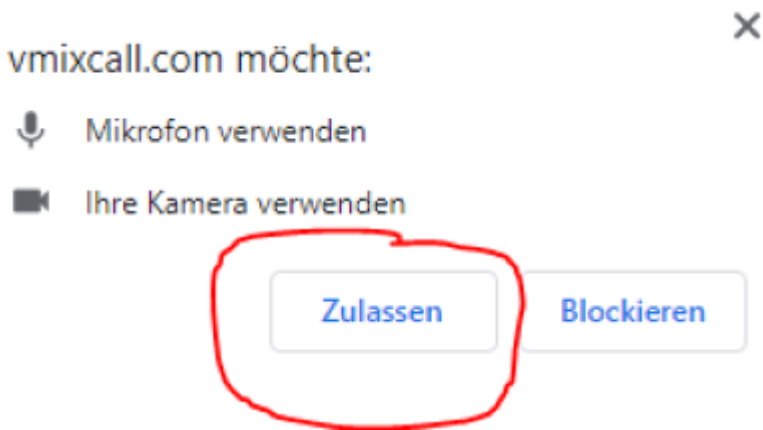 vmixcall.com möchte:
Mikrofon verwenden
Ihre Kamera verwenden
Zulassen Blockieren